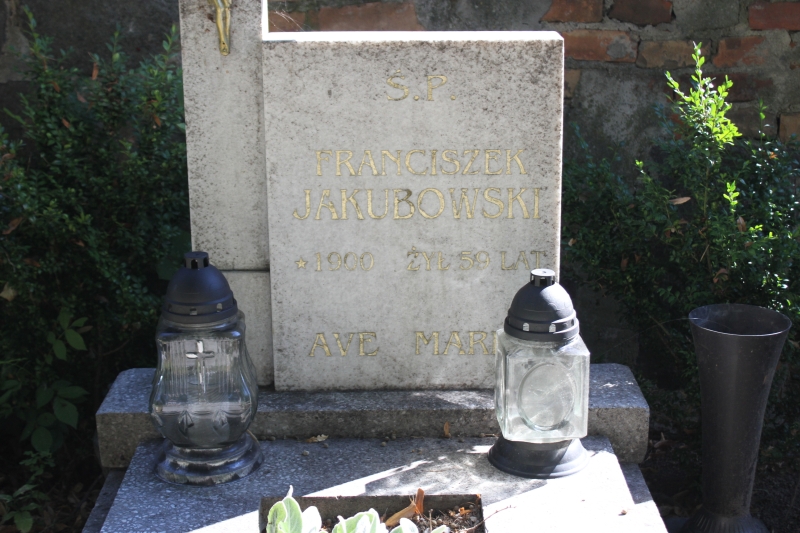 Ś.P.
FRANCISZEK
JAKUBOWSKI
*1900 ŻYŁ 59 LAT
AVE MARI